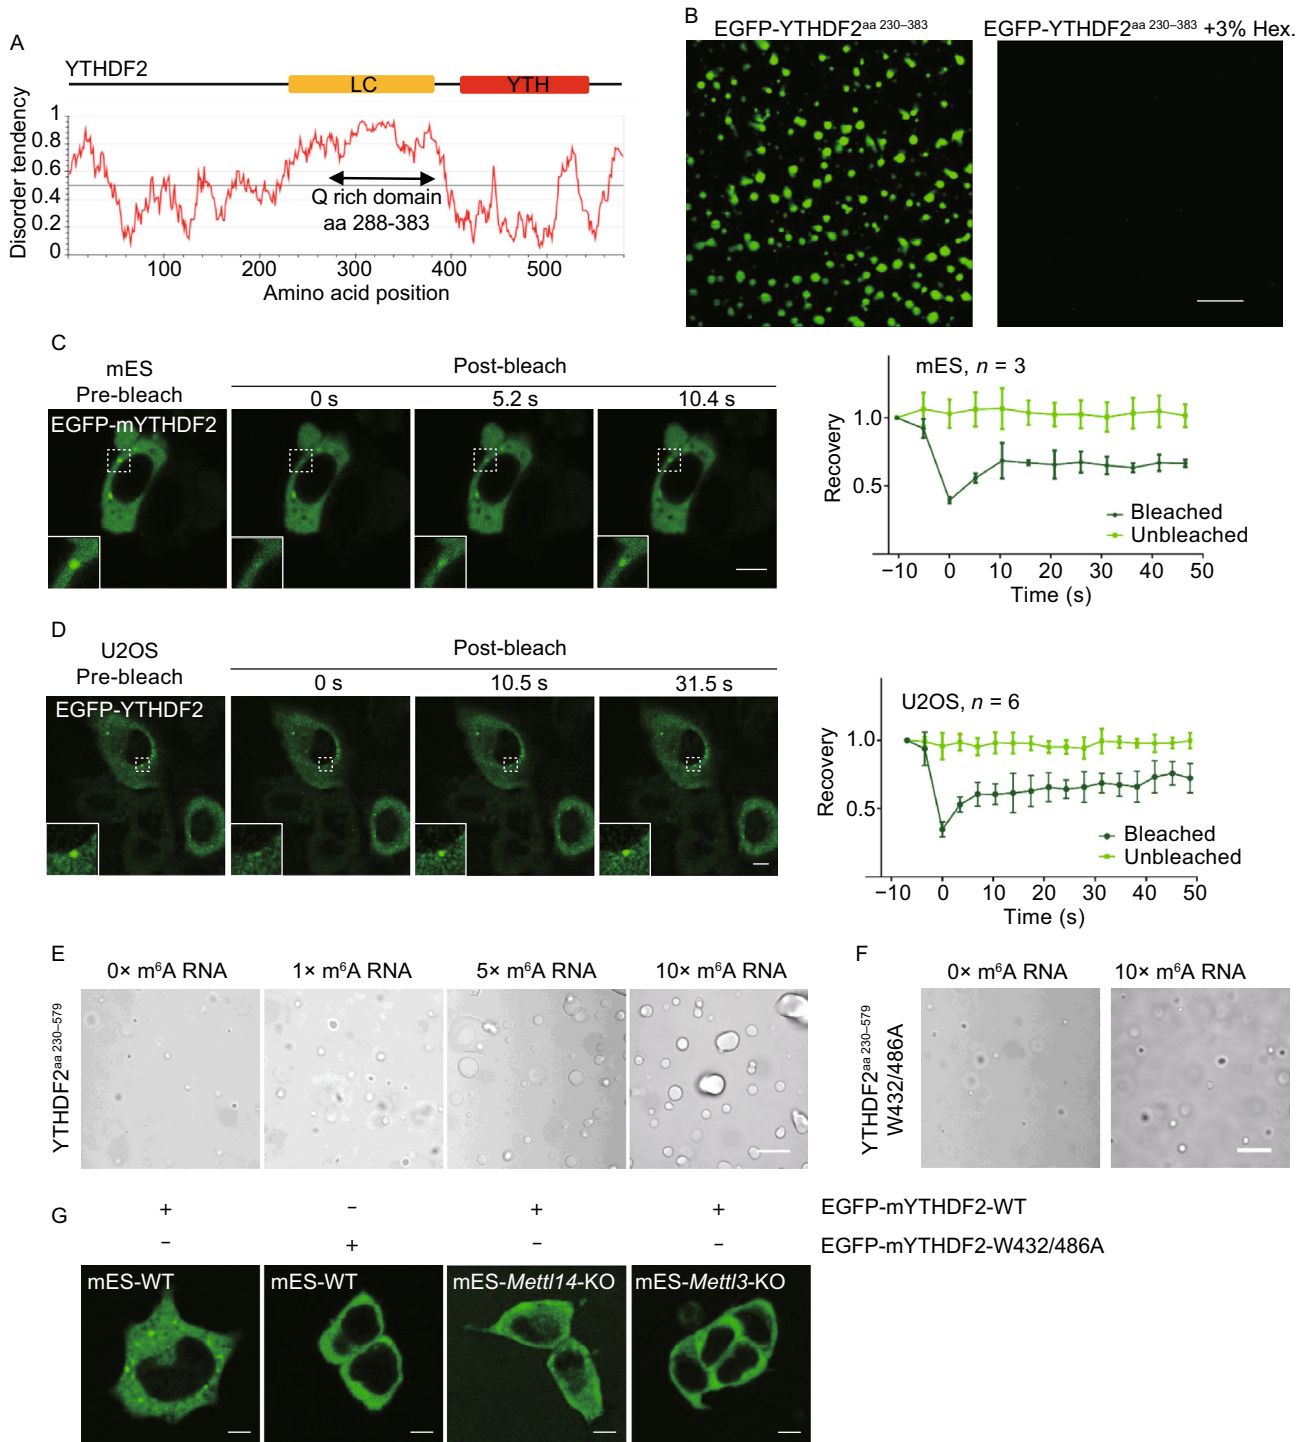 A
YTHDF2
LC
YTH
Disorder tendency
1
0.8
0.6
0.4
0.2
0
Q rich domain
aa 288-383
100 200 300 400 500
Amino acid position
B
EGFP-YTHDF2aa 230–383
EGFP-YTHDF2aa 230–383 +3% Hex.
C
mES
Pre-bleach
Post-bleach
0 s 5.2 s 10.4 s
EGFP-mYTHDF2
mES, n = 3
Recovery
1.0
0.5
Bleached
Unbleached
−10 0 10 20 30 40 50
Time (s)
D
U2OS
Pre-bleach
Post-bleach
0 s 10.5 s 31.5 s
EGFP-YTHDF2
U2OS, n = 6
Recovery
1.0
0.5
Bleached
Unbleached
−10 0 10 20 30 40 50
Time (s)
E
0× m⁶A RNA 1× m⁶A RNA 5× m⁶A RNA 10× m⁶A RNA
YTHDF2aa 230–579
F
0× m⁶A RNA 10× m⁶A RNA
YTHDF2aa 230–579
W432/486A
G
+ − + + EGFP-mYTHDF2-WT
− + − − EGFP-mYTHDF2-W432/486A
mES-WT mES-WT mES-Mettl14-KO mES-Mettl3-KO